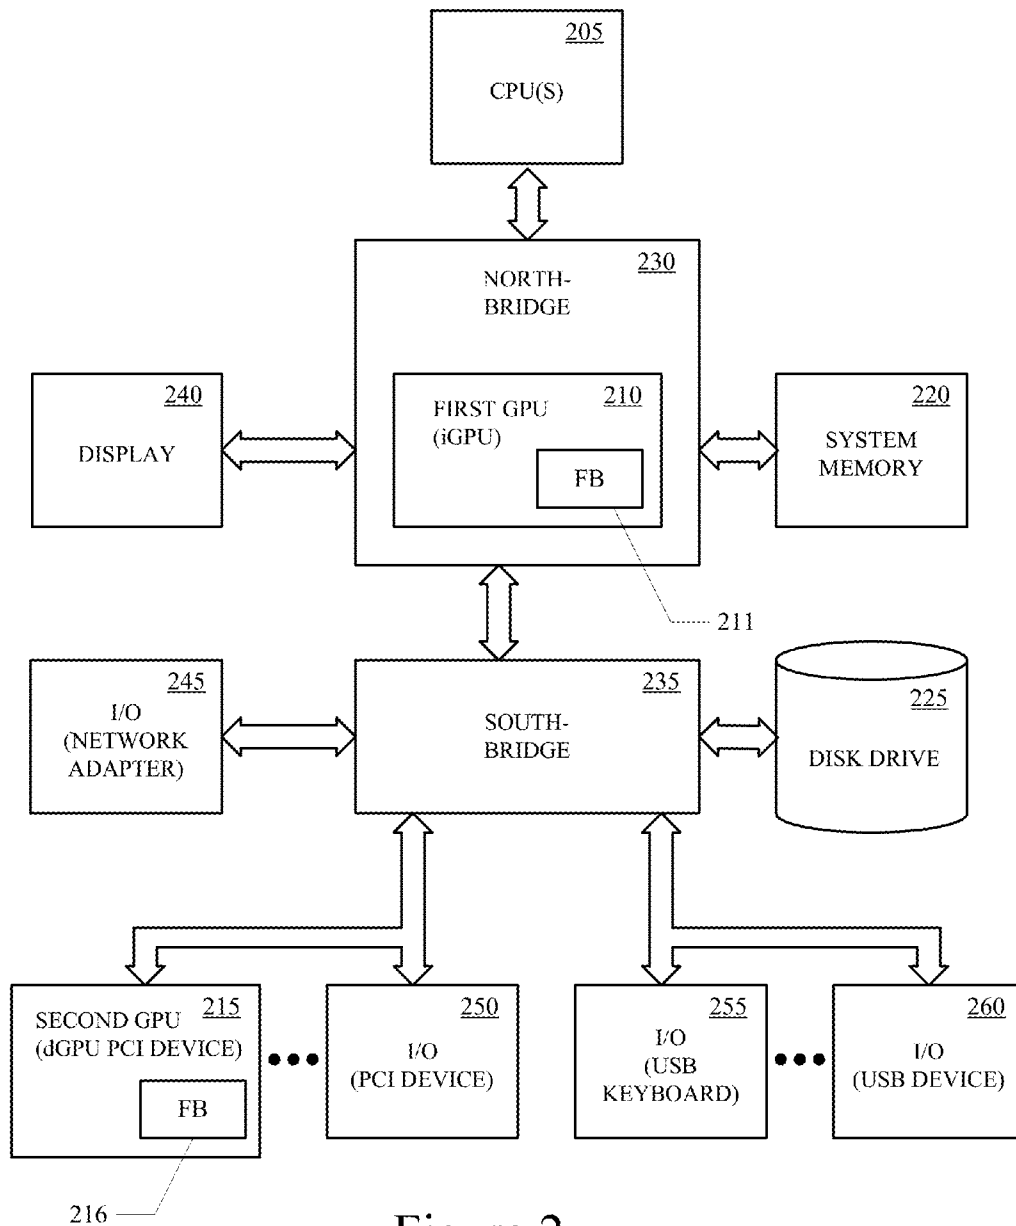 205
CPU(S)
230
NORTH-
BRIDGE
240
DISPLAY
210
FIRST GPU
(iGPU)
FB
220
SYSTEM
MEMORY
211
245
I/O
(NETWORK
ADAPTER)
235
SOUTH-
BRIDGE
225
DISK DRIVE
215
SECOND GPU
(dGPU PCI DEVICE)
FB
250
I/O
(PCI DEVICE)
255
I/O
(USB
KEYBOARD)
260
I/O
(USB DEVICE)
216
Figure 2